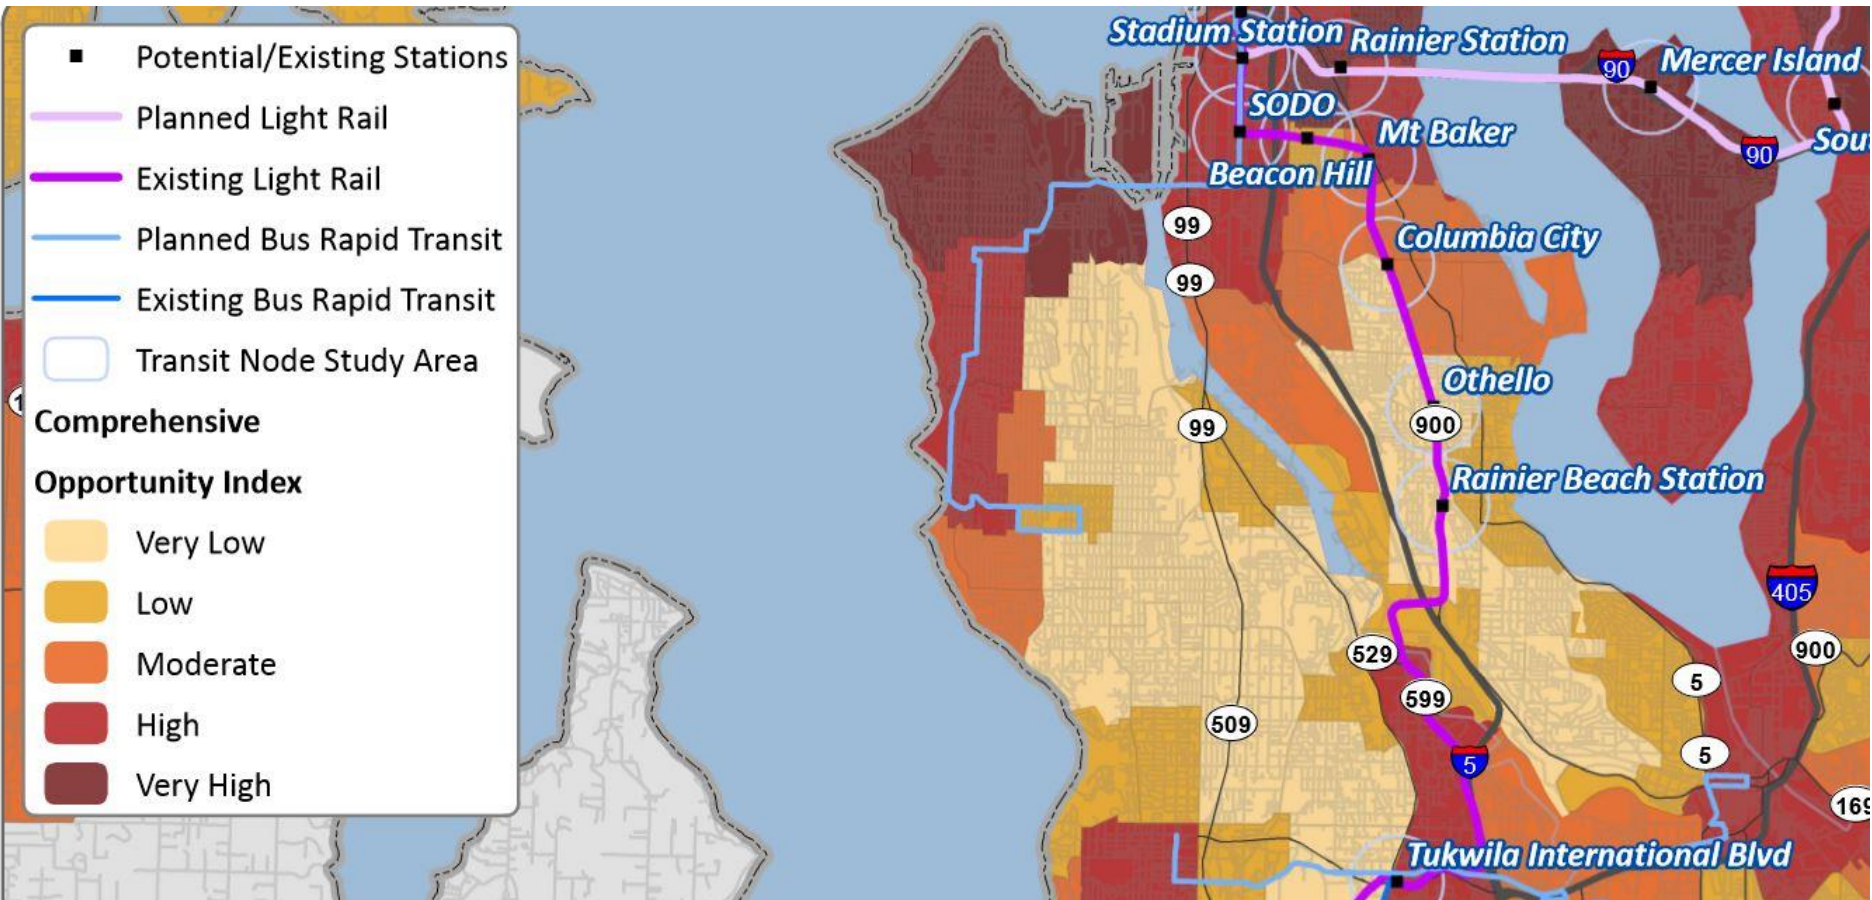 Potential/Existing Stations
Planned Light Rail
Existing Light Rail
Planned Bus Rapid Transit
Existing Bus Rapid Transit
Transit Node Study Area
Comprehensive
Opportunity Index
Very Low
Low
Moderate
High
Very High
Stadium Station
Rainier Station
90
Mercer Island
SODO
Mt Baker
90
Beacon Hill
99
Columbia City
99
Othello
99
900
Rainier Beach Station
405
529
900
5
599
509
5
5
169
Tukwila International Blvd